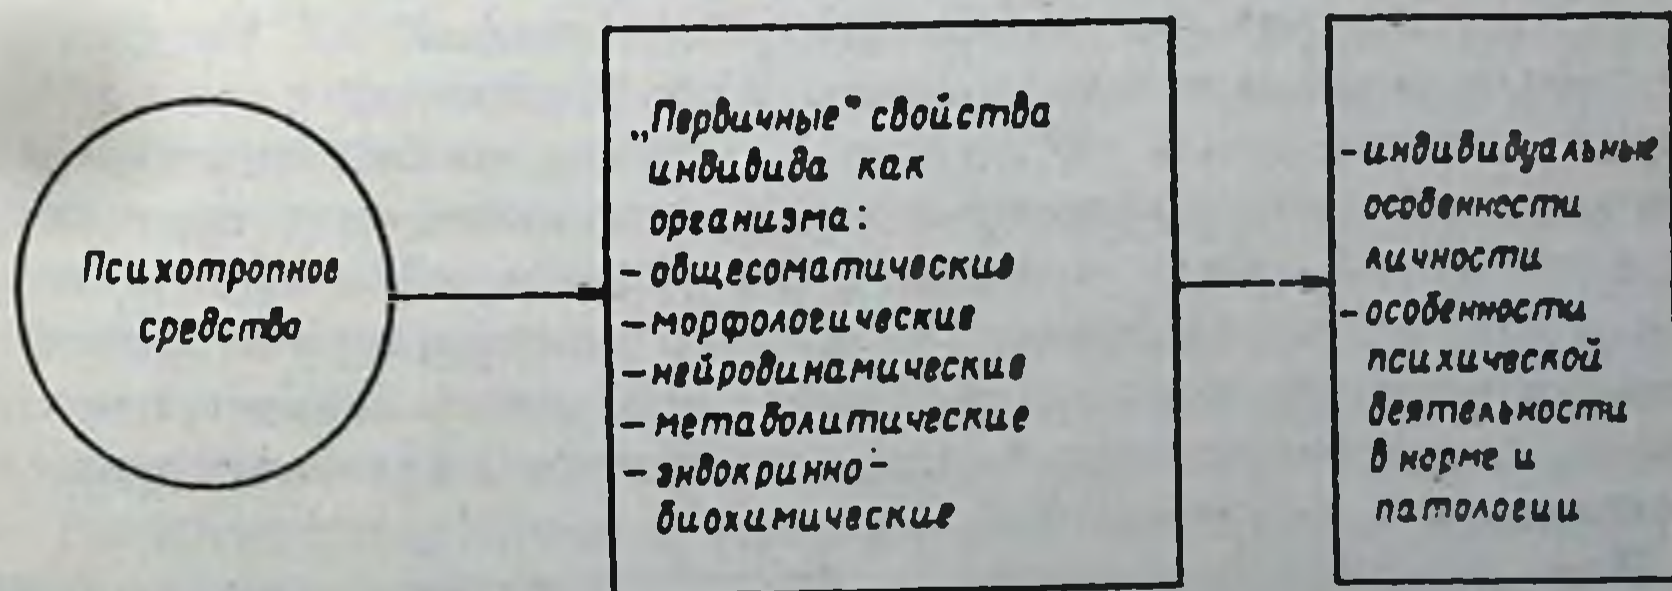 Психотропное
средство
„Первичные“ свойства
индивида как
организма:
- общесоматические
- морфологические
- нейродинамические
- метаболитические
- эндокринно-
биохимические
- индивидуальные
особенности
личности
- особенности
психической
деятельности
в норме и
патологии